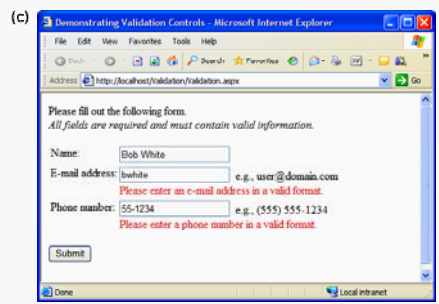 (c)
Demonstrating Validation Controls - Microsoft Internet Explorer
File Edit View Favorites Tools Help
Back Search Favorites
Address http://localhost/Validation/Validation.aspx Go
Please fill out the following form.
All fields are required and must contain valid information.
Name: Bob White
E-mail address: bwhite e.g., user@domain.com
Please enter an e-mail address in a valid format.
Phone number: 55-1234 e.g., (555) 555-1234
Please enter a phone number in a valid format.
Submit
Done Local intranet